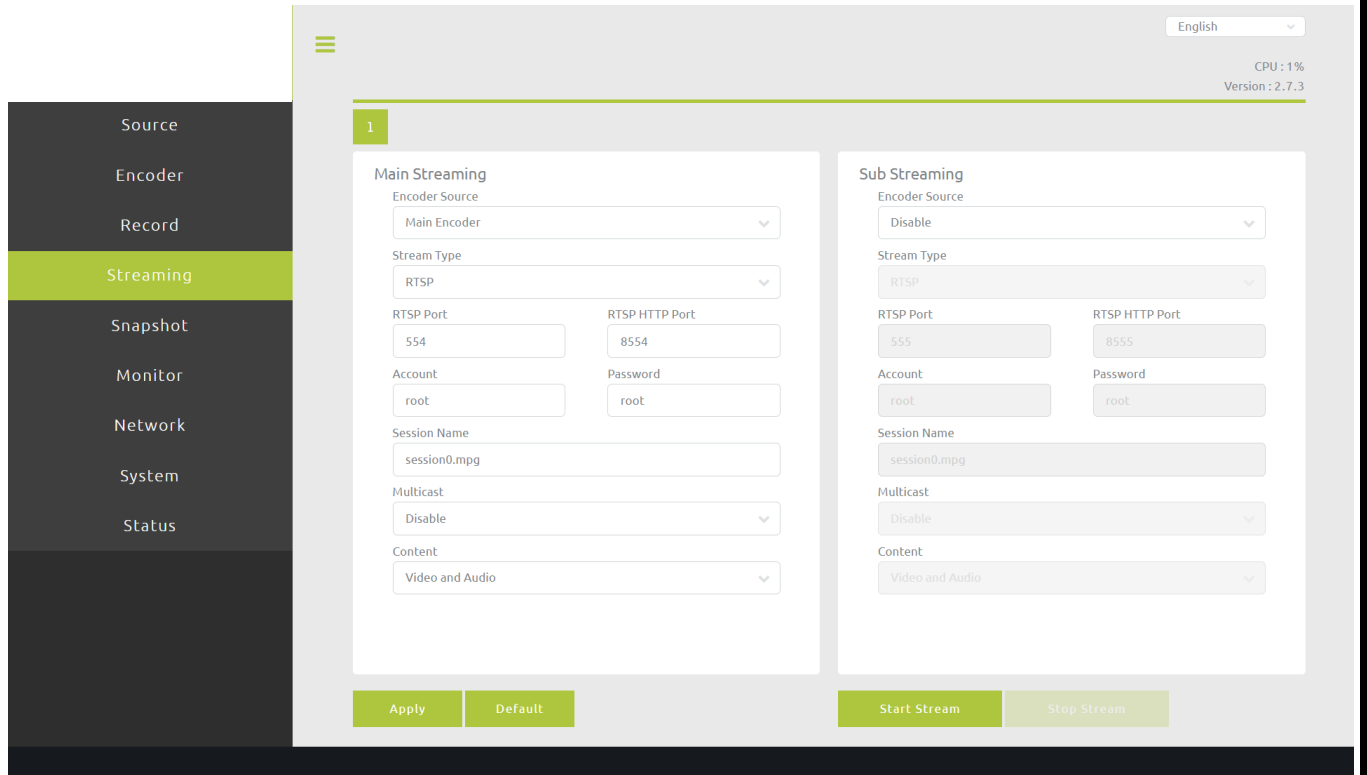 English
CPU : 1%
Version : 2.7.3
Source
Encoder
Record
Streaming
Snapshot
Monitor
Network
System
Status
1
Main Streaming
Encoder Source
Main Encoder
Stream Type
RTSP
RTSP Port RTSP HTTP Port
554 8554
Account Password
root root
Session Name
session0.mpg
Multicast
Disable
Content
Video and Audio
Apply Default
Sub Streaming
Encoder Source
Disable
Stream Type
RTSP
RTSP Port RTSP HTTP Port
555 8555
Account Password
root root
Session Name
session0.mpg
Multicast
Disable
Content
Video and Audio
Start Stream Stop Stream